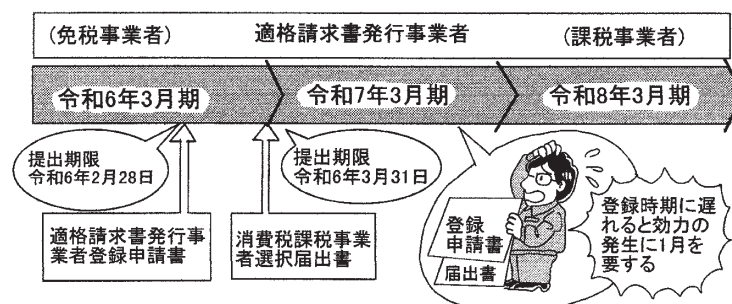 (免税事業者) 適格請求書発行事業者 (課税事業者)
令和6年3月期 令和7年3月期 令和8年3月期
提出期限
令和6年2月28日
提出期限
令和6年3月31日
適格請求書発行事
業者登録申請書
消費税課税事業
者選択届出書
登録
申請書
届出書
登録時期に遅
れると効力の
発生に1月を
要する